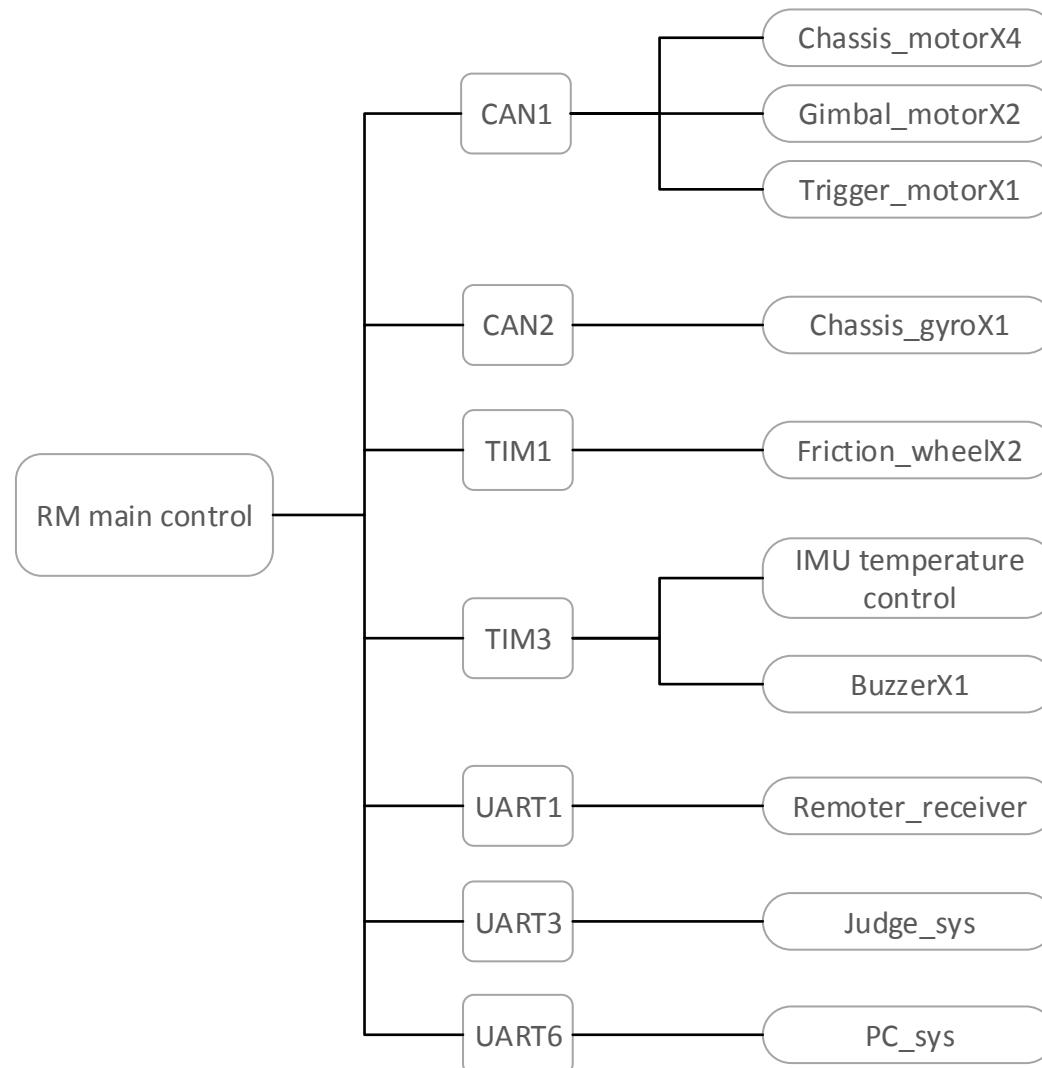 Chassis_motorX4
CAN1
Gimbal_motorX2
Trigger_motorX1
CAN2
Chassis_gyroX1
TIM1
Friction_wheelX2
RM main control
IMU temperature
control
TIM3
BuzzerX1
UART1
Remoter_receiver
UART3
Judge_sys
UART6
PC_sys